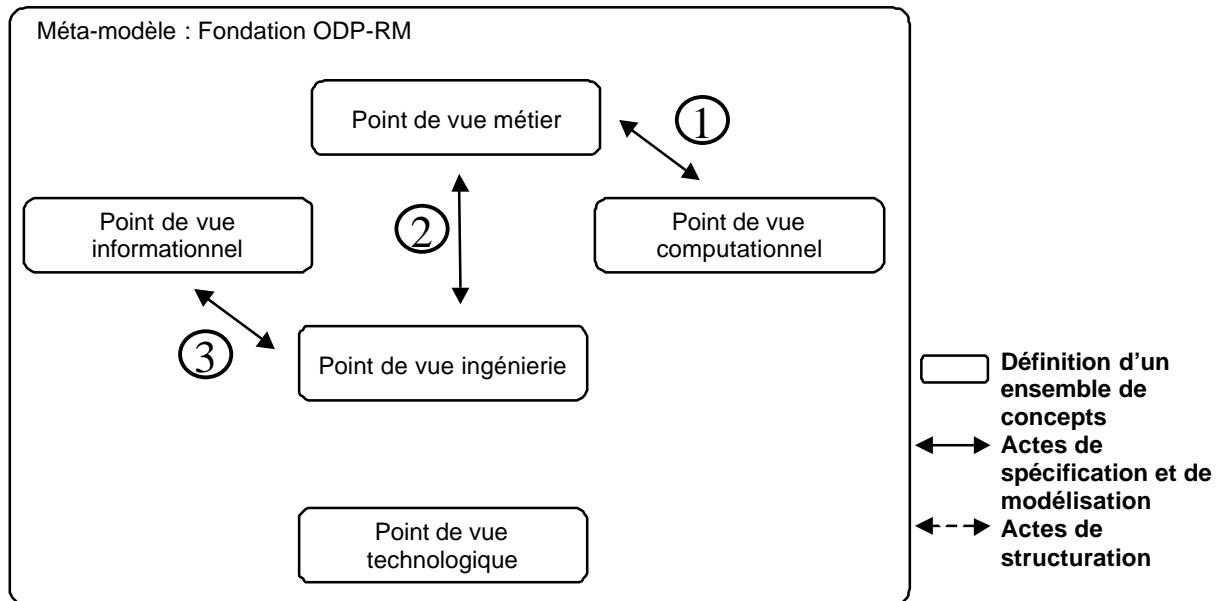 Méta-modèle : Fondation ODP-RM
Point de vue métier
1
Point de vue
informationnel
2
Point de vue
computationnel
3
Point de vue ingénierie
Point de vue
technologique
Définition d'un
ensemble de
concepts
Actes de
spécification et de
modélisation
Actes de
structuration